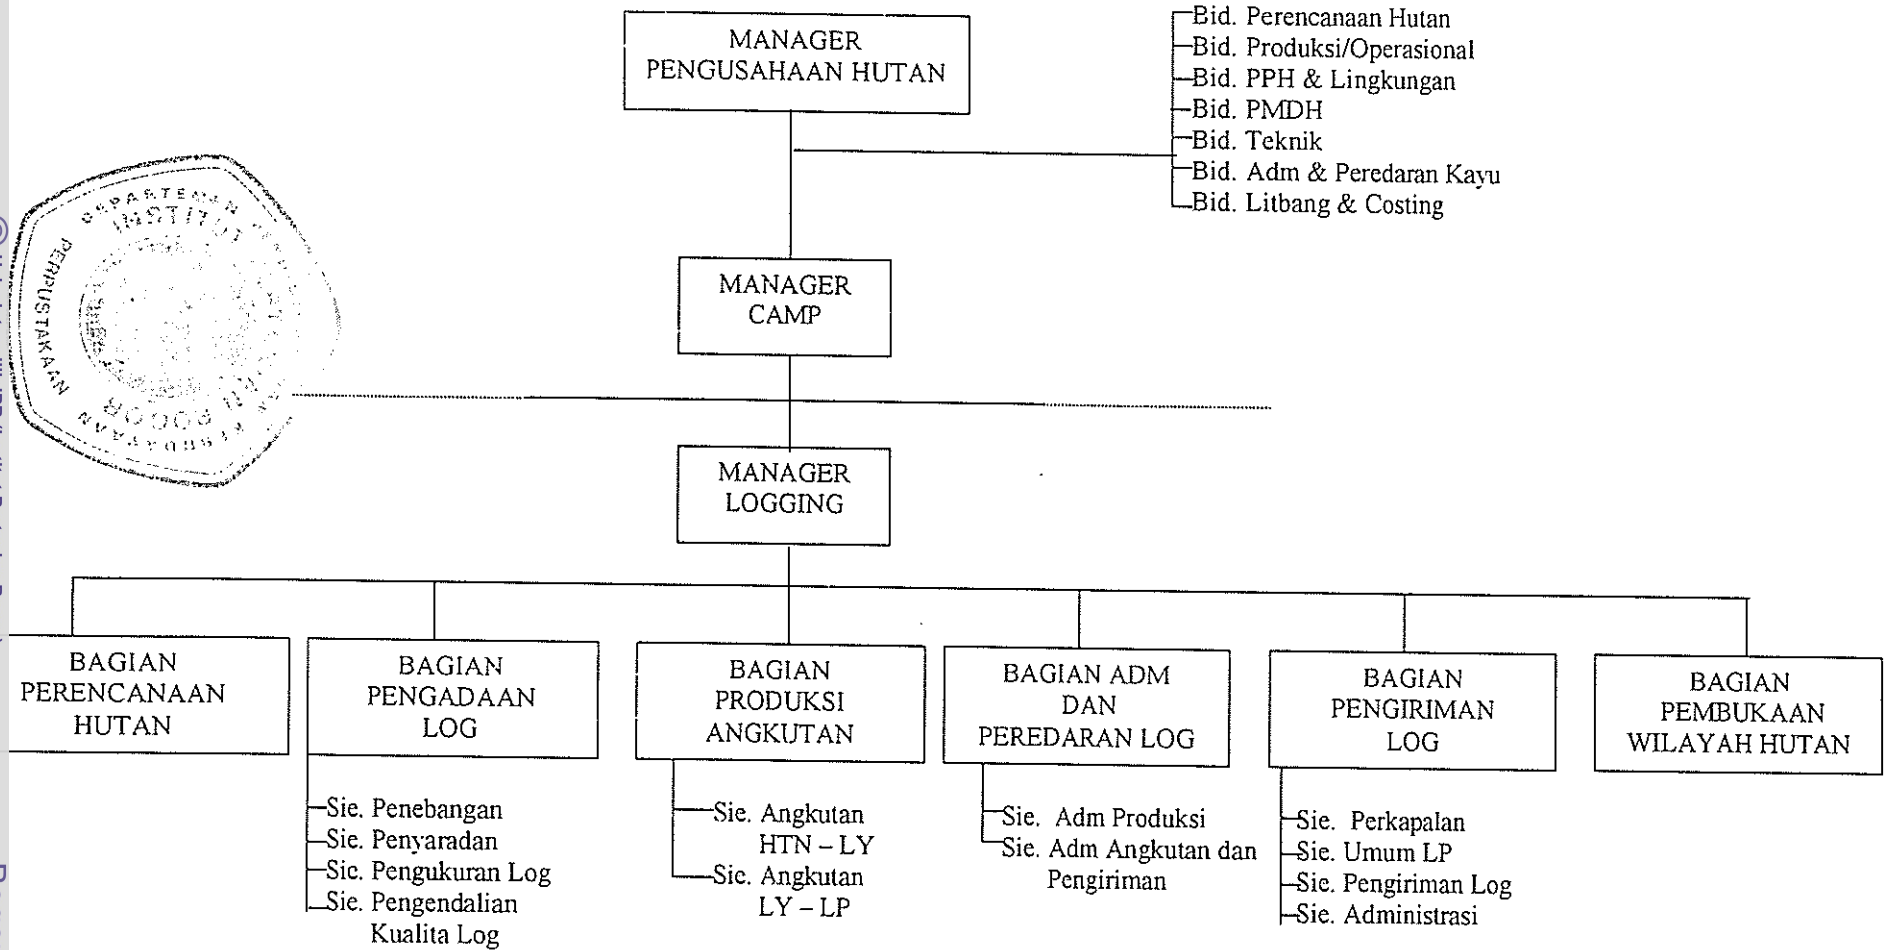 MANAGER
PENGUSAHAAN HUTAN
Bid. Perencanaan Hutan
Bid. Produksi/Operasional
Bid. PPH & Lingkungan
Bid. PMDH
Bid. Teknik
Bid. Adm & Peredaran Kayu
Bid. Litbang & Costing
DEPARTEMEN
INSTITUT
BOGOR
PERPUSTAKAAN
MANAGER
CAMP
MANAGER
LOGGING
BAGIAN
PERENCANAAN
HUTAN
BAGIAN
PENGADAAN
LOG
Sie. Penebangan
Sie. Penyaradan
Sie. Pengukuran Log
Sie. Pengendalian
Kualita Log
BAGIAN
PRODUKSI
ANGKUTAN
Sie. Angkutan
HTN – LY
Sie. Angkutan
LY – LP
BAGIAN ADM
DAN
PEREDARAN LOG
Sie. Adm Produksi
Sie. Adm Angkutan dan
Pengiriman
BAGIAN
PENGIRIMAN
LOG
Sie. Perkapalan
Sie. Umum LP
Sie. Pengiriman Log
Sie. Administrasi
BAGIAN
PEMBUKAAN
WILAYAH HUTAN